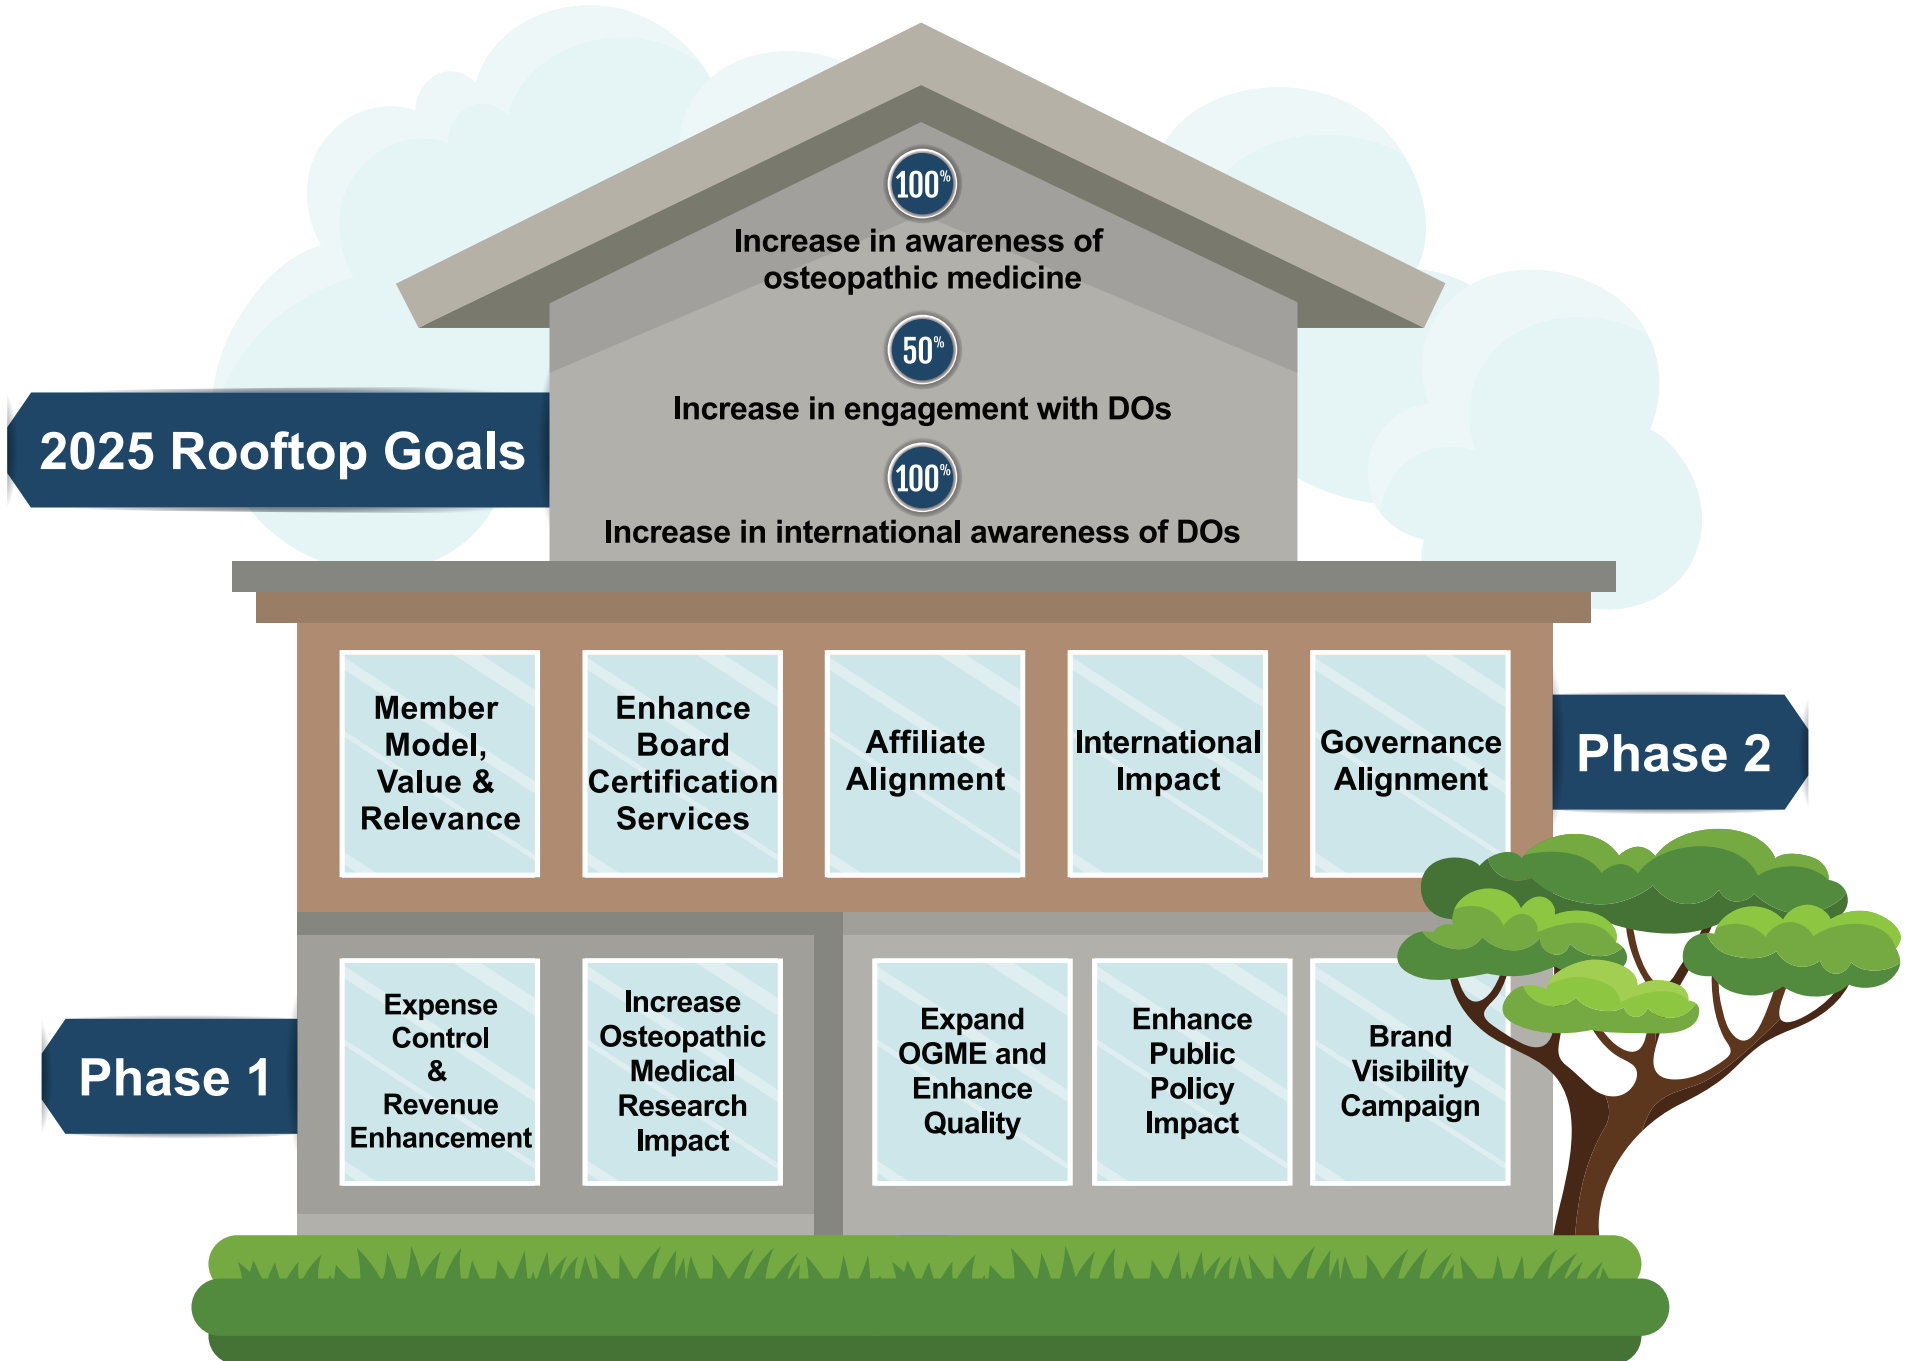 100%
Increase in awareness of
osteopathic medicine
50%
Increase in engagement with DOs
2025 Rooftop Goals
100%
Increase in international awareness of DOs
Member
Model,
Value &
Relevance
Enhance
Board
Certification
Services
Affiliate
Alignment
International
Impact
Governance
Alignment
Phase 2
Phase 1
Expense
Control
&
Revenue
Enhancement
Increase
Osteopathic
Medical
Research
Impact
Expand
OGME and
Enhance
Quality
Enhance
Public
Policy
Impact
Brand
Visibility
Campaign